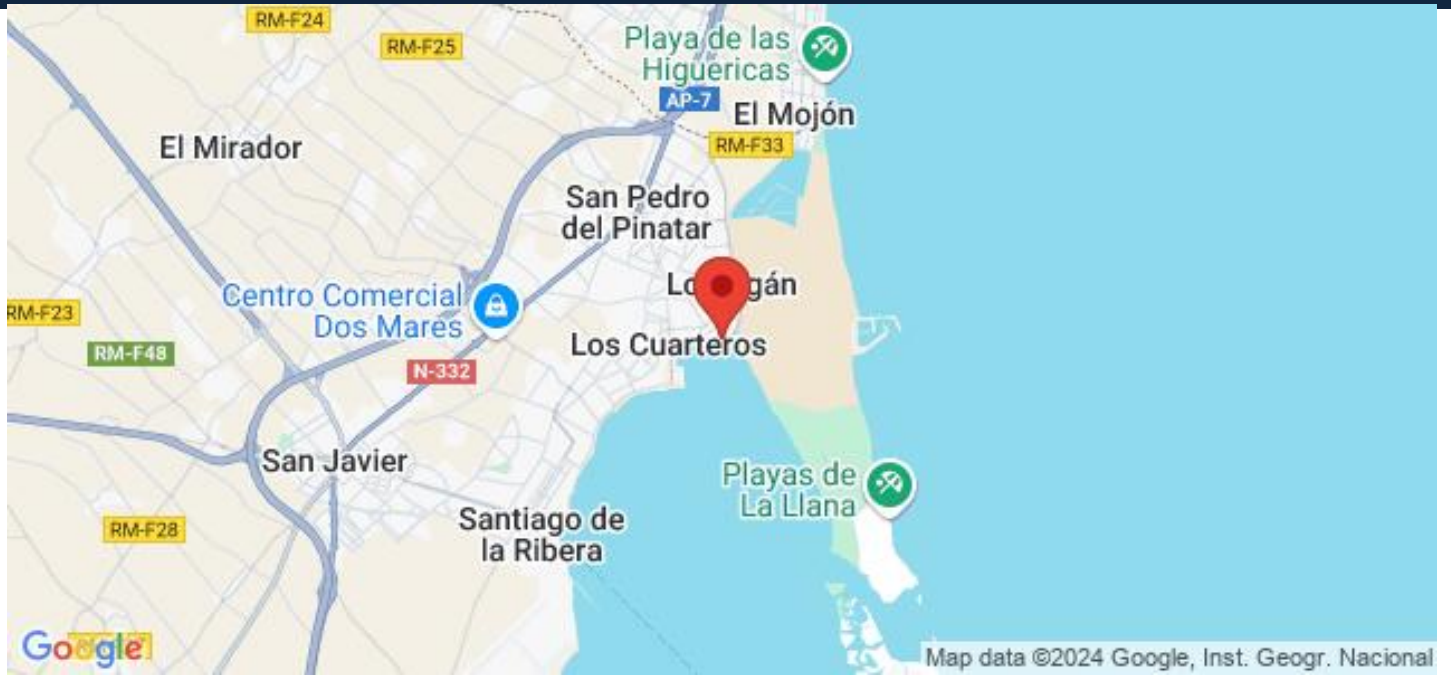 RM-F24
RM-F25
Playa de las
Higuericas
AP-7
El Mojón
RM-F33
El Mirador
San Pedro
del Pinatar
Centro Comercial
Dos Mares
RM-F23
RM-F48
Los Cuarteros
N-332
San Javier
Playas de
La Llana
RM-F28
Santiago de
la Ribera
Google
Map data ©2024 Google, Inst. Geogr. Nacional